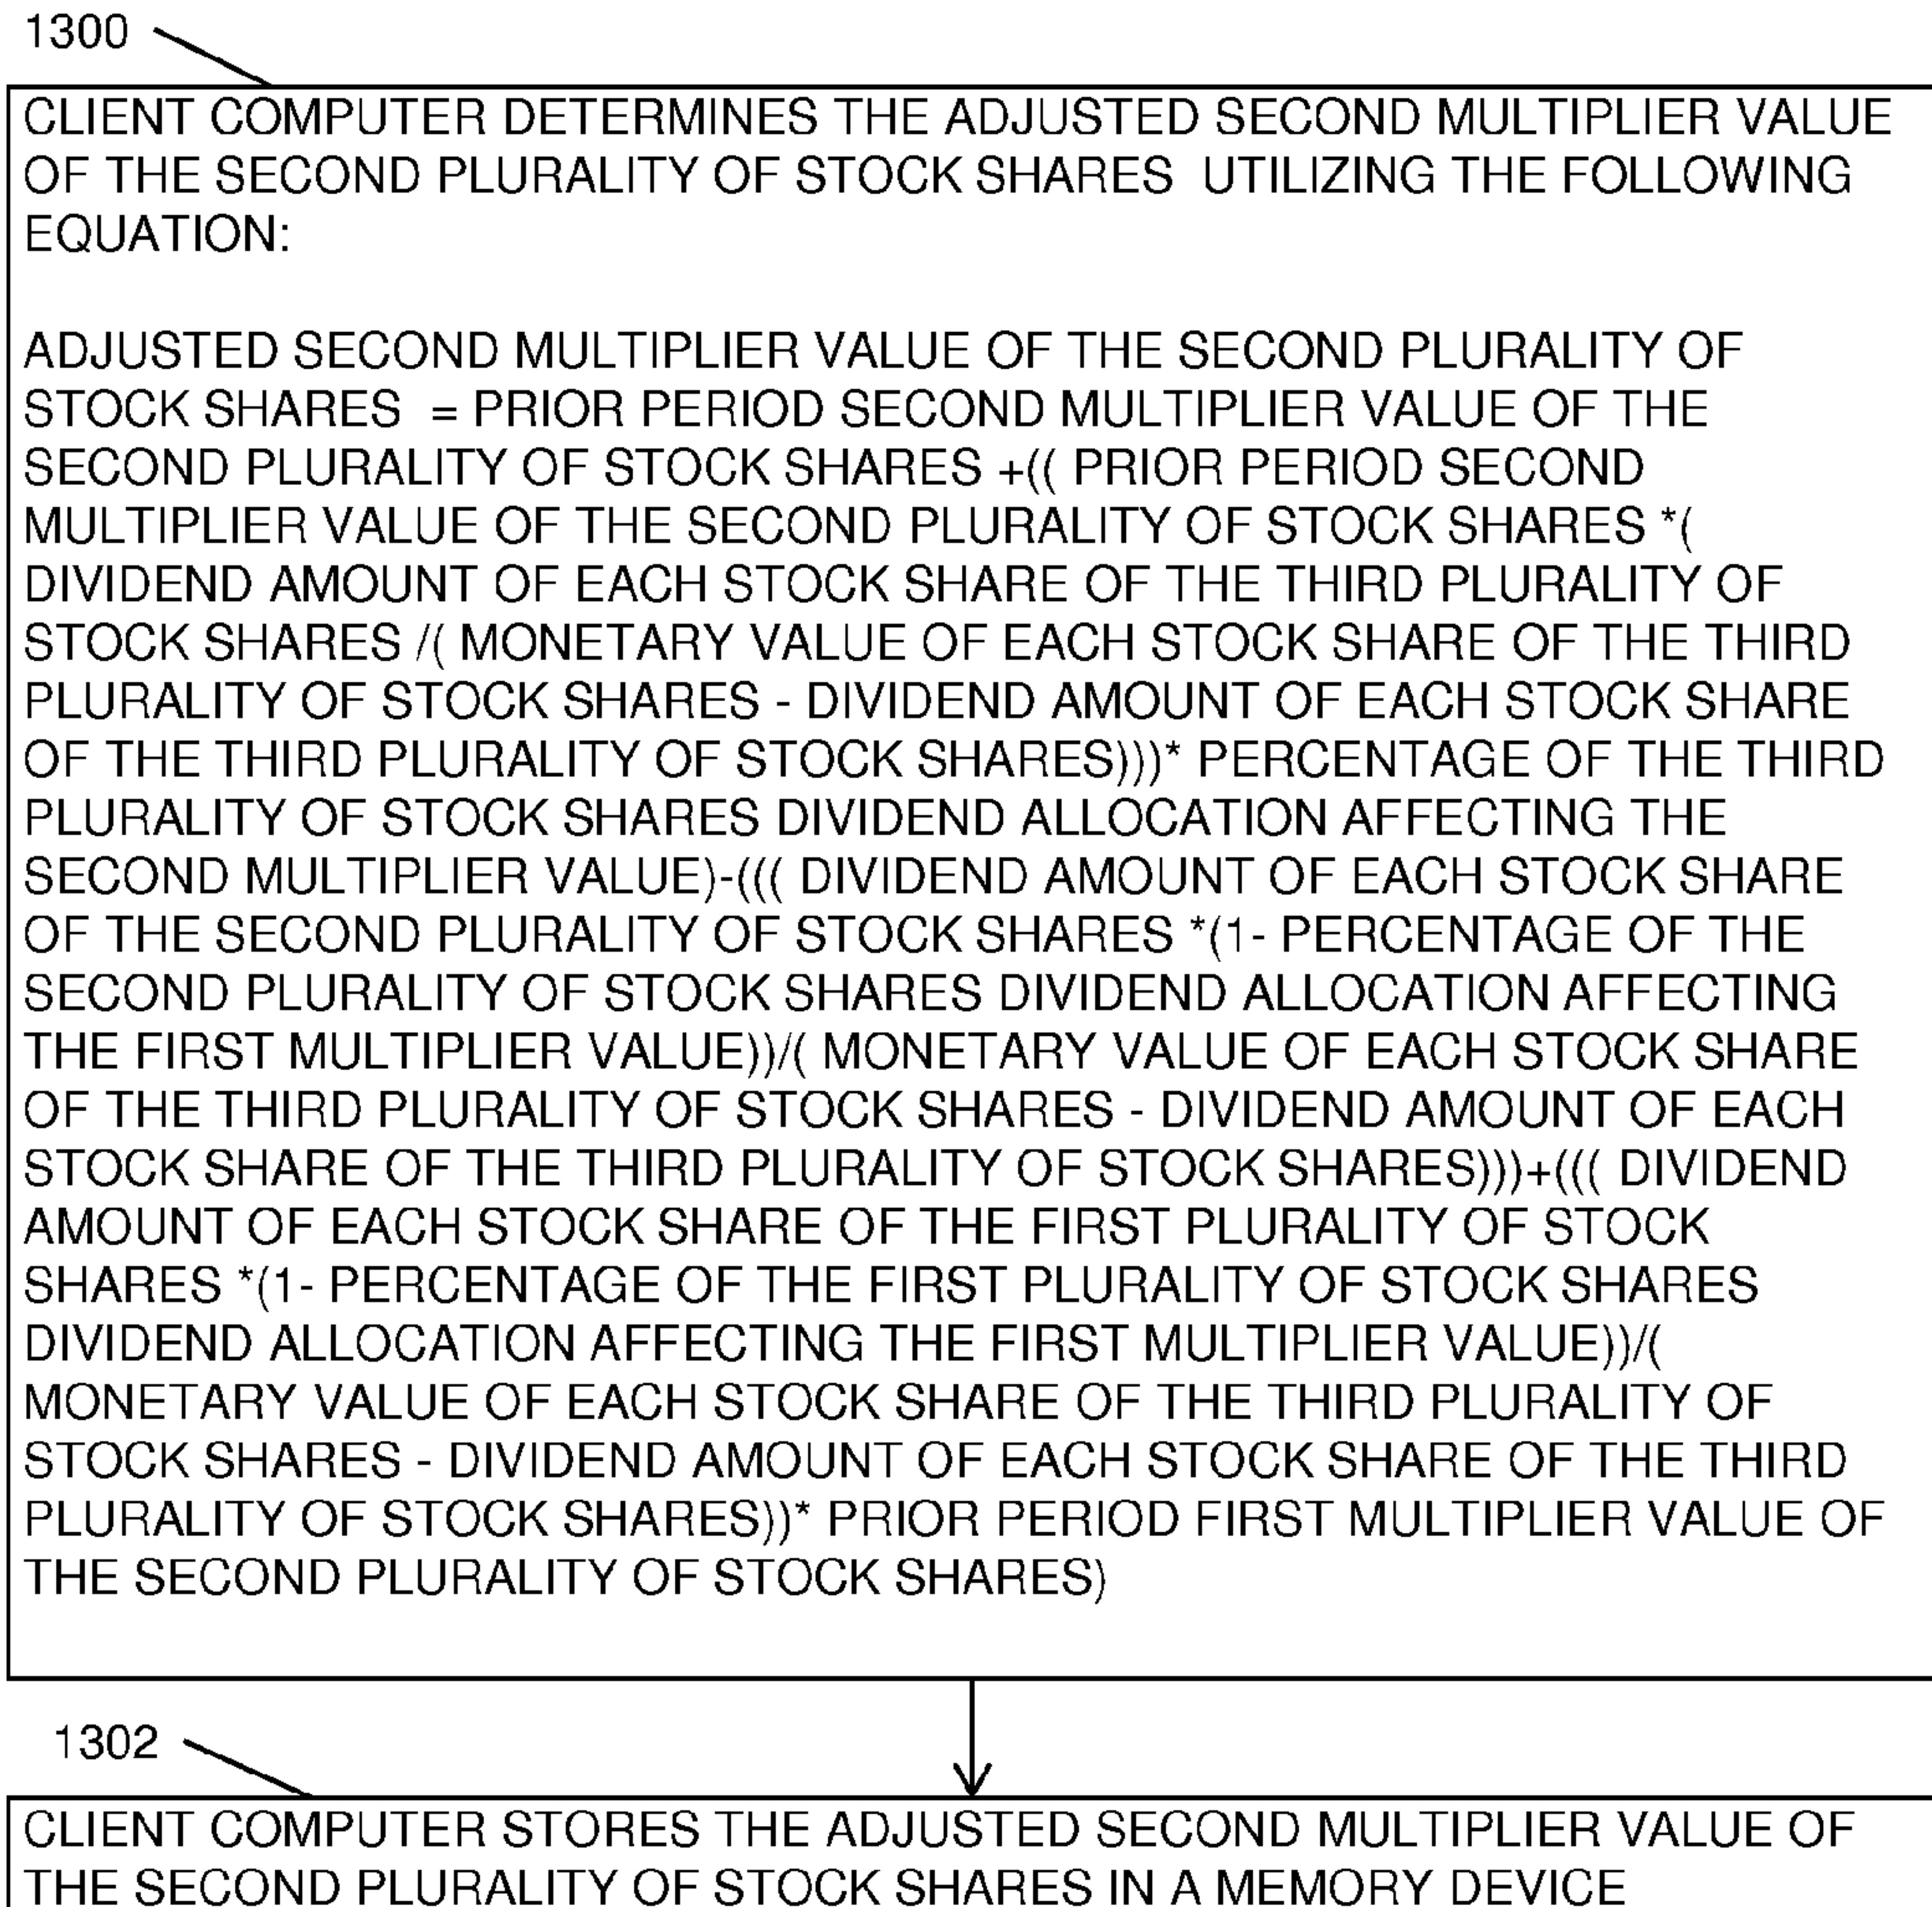 1300
CLIENT COMPUTER DETERMINES THE ADJUSTED SECOND MULTIPLIER VALUE
OF THE SECOND PLURALITY OF STOCK SHARES  UTILIZING THE FOLLOWING
EQUATION:
ADJUSTED SECOND MULTIPLIER VALUE OF THE SECOND PLURALITY OF
STOCK SHARES  = PRIOR PERIOD SECOND MULTIPLIER VALUE OF THE
SECOND PLURALITY OF STOCK SHARES +(( PRIOR PERIOD SECOND
MULTIPLIER VALUE OF THE SECOND PLURALITY OF STOCK SHARES *(
DIVIDEND AMOUNT OF EACH STOCK SHARE OF THE THIRD PLURALITY OF
STOCK SHARES /( MONETARY VALUE OF EACH STOCK SHARE OF THE THIRD
PLURALITY OF STOCK SHARES - DIVIDEND AMOUNT OF EACH STOCK SHARE
OF THE THIRD PLURALITY OF STOCK SHARES)))* PERCENTAGE OF THE THIRD
PLURALITY OF STOCK SHARES DIVIDEND ALLOCATION AFFECTING THE
SECOND MULTIPLIER VALUE)-((( DIVIDEND AMOUNT OF EACH STOCK SHARE
OF THE SECOND PLURALITY OF STOCK SHARES *(1- PERCENTAGE OF THE
SECOND PLURALITY OF STOCK SHARES DIVIDEND ALLOCATION AFFECTING
THE FIRST MULTIPLIER VALUE))/( MONETARY VALUE OF EACH STOCK SHARE
OF THE THIRD PLURALITY OF STOCK SHARES - DIVIDEND AMOUNT OF EACH
STOCK SHARE OF THE THIRD PLURALITY OF STOCK SHARES)))+((( DIVIDEND
AMOUNT OF EACH STOCK SHARE OF THE FIRST PLURALITY OF STOCK
SHARES *(1- PERCENTAGE OF THE FIRST PLURALITY OF STOCK SHARES
DIVIDEND ALLOCATION AFFECTING THE FIRST MULTIPLIER VALUE))/(
MONETARY VALUE OF EACH STOCK SHARE OF THE THIRD PLURALITY OF
STOCK SHARES - DIVIDEND AMOUNT OF EACH STOCK SHARE OF THE THIRD
PLURALITY OF STOCK SHARES))* PRIOR PERIOD FIRST MULTIPLIER VALUE OF
THE SECOND PLURALITY OF STOCK SHARES)
1302
CLIENT COMPUTER STORES THE ADJUSTED SECOND MULTIPLIER VALUE OF
THE SECOND PLURALITY OF STOCK SHARES IN A MEMORY DEVICE